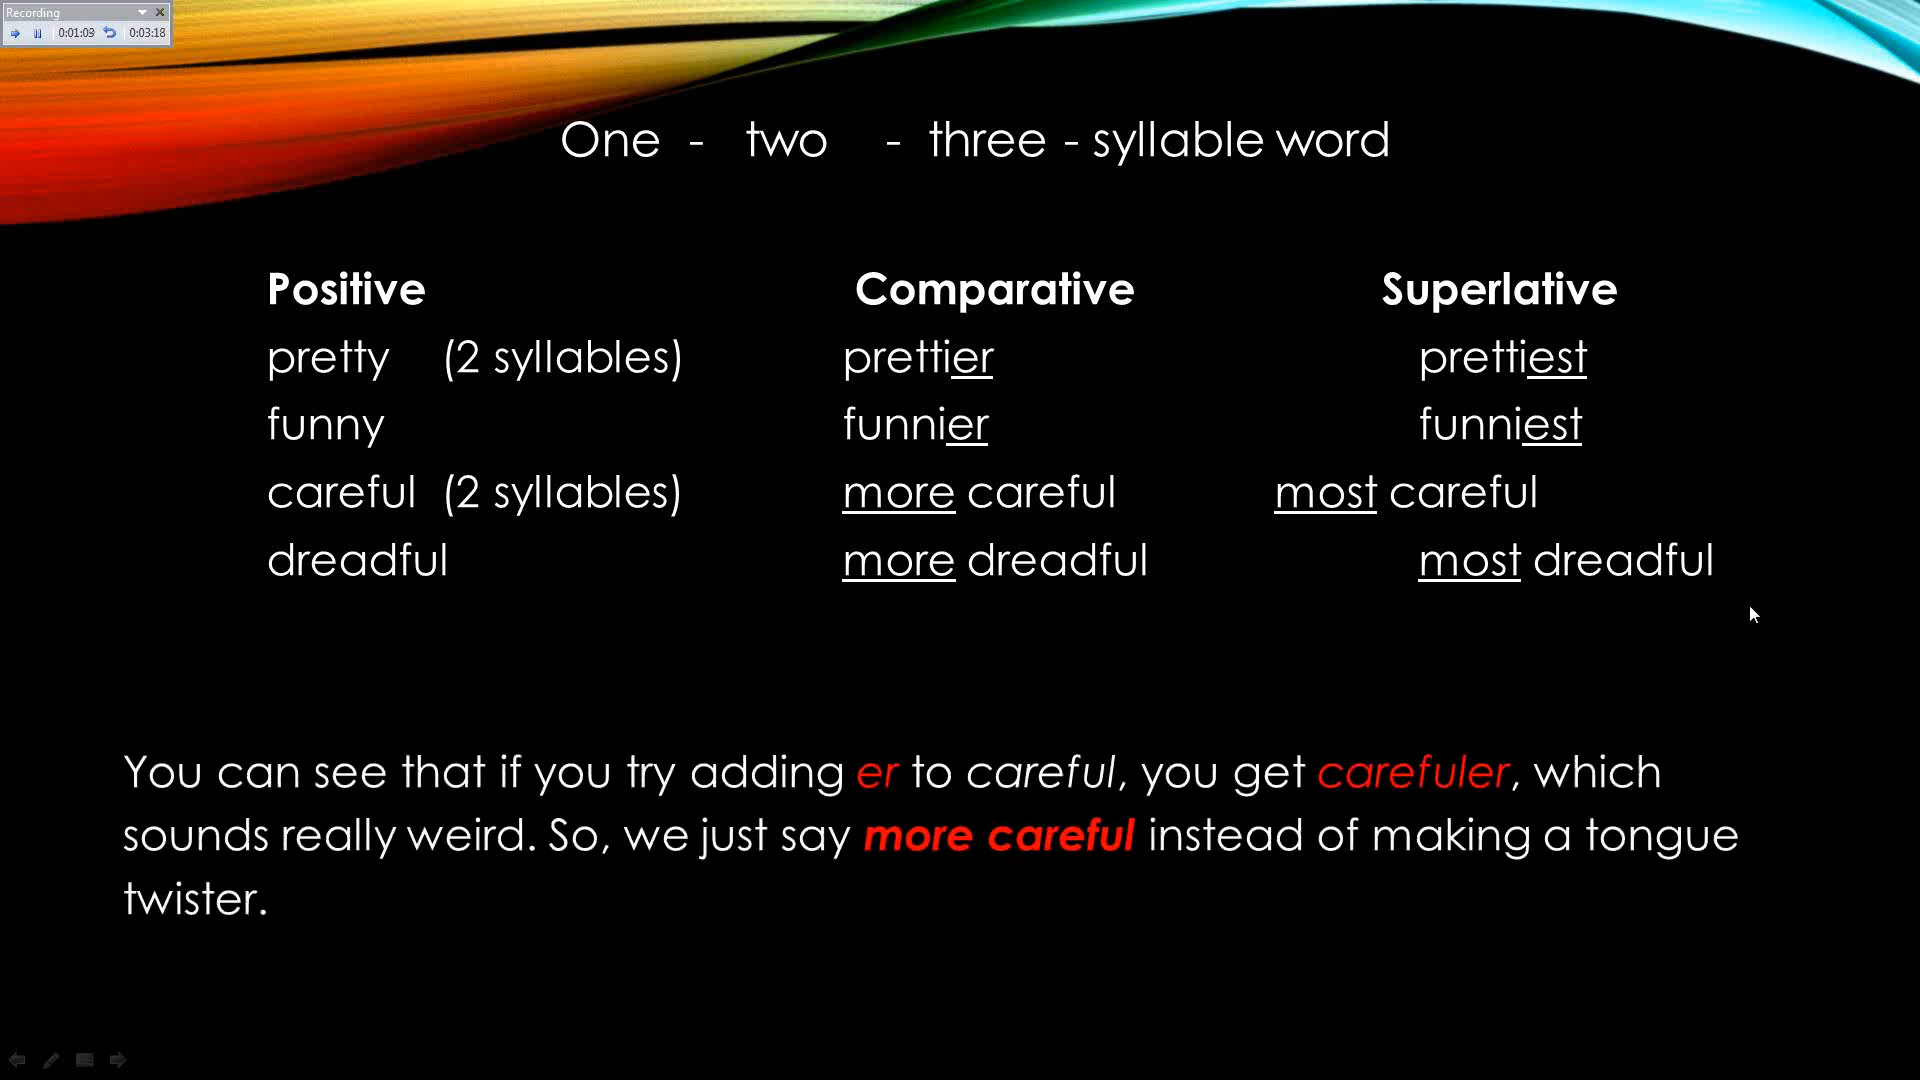 Recording
0:01:09 0:03:18
One - two - three - syllable word
Positive Comparative Superlative
pretty (2 syllables) prettier prettiest
funny funnier funniest
careful (2 syllables) more careful most careful
dreadful more dreadful most dreadful
You can see that if you try adding er to careful, you get carefuler, which
sounds really weird. So, we just say more careful instead of making a tongue
twister.